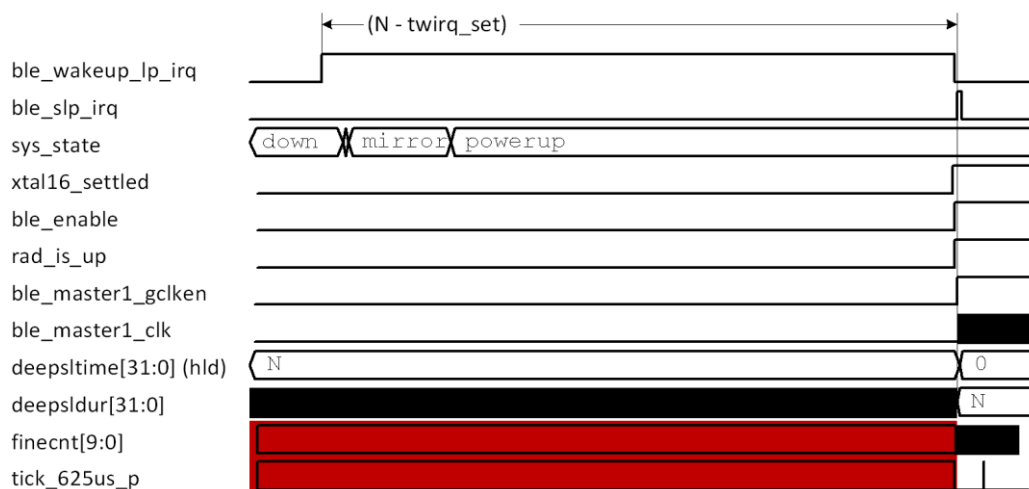 (N - twirq_set)
ble_wakeup_lp_irq
ble_slp_irq
sys_state down mirror powerup
xtal16_settled
ble_enable
rad_is_up
ble_master1_gclken
ble_master1_clk
deepsltime[31:0] (hld) N 0
deepsldur[31:0] N
finecnt[9:0]
tick_625us_p